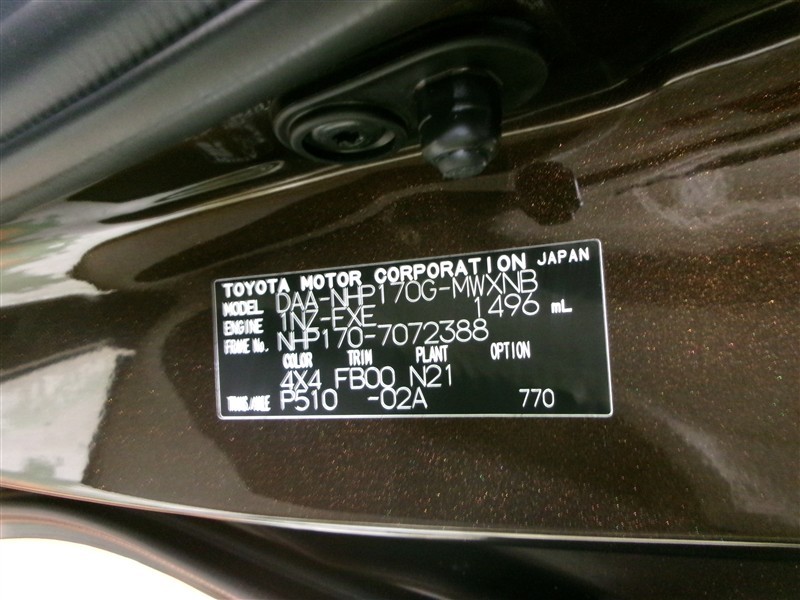 TOYOTA MOTOR CORPORATION JAPAN
MODEL DAA-NHP170G-MWXNB
ENGINE 1NZ-EXE 1496 mL
FRAME No. NHP170-7072388
COLOR TRIM PLANT OPTION
4X4 FB00 N21
TRANS./AXLE P510 -02A 770